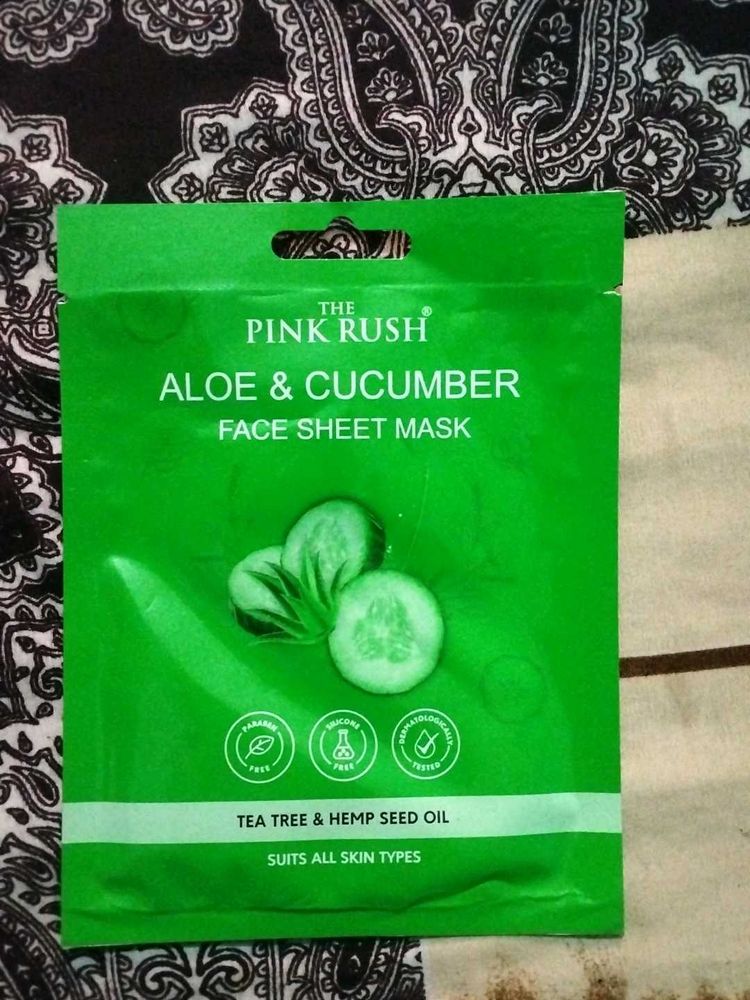 THE
PINK RUSH®
ALOE & CUCUMBER
FACE SHEET MASK
PARABEN
FREE
SILICONE
FREE
DERMATOLOGICALLY
TESTED
TEA TREE & HEMP SEED OIL
SUITS ALL SKIN TYPES